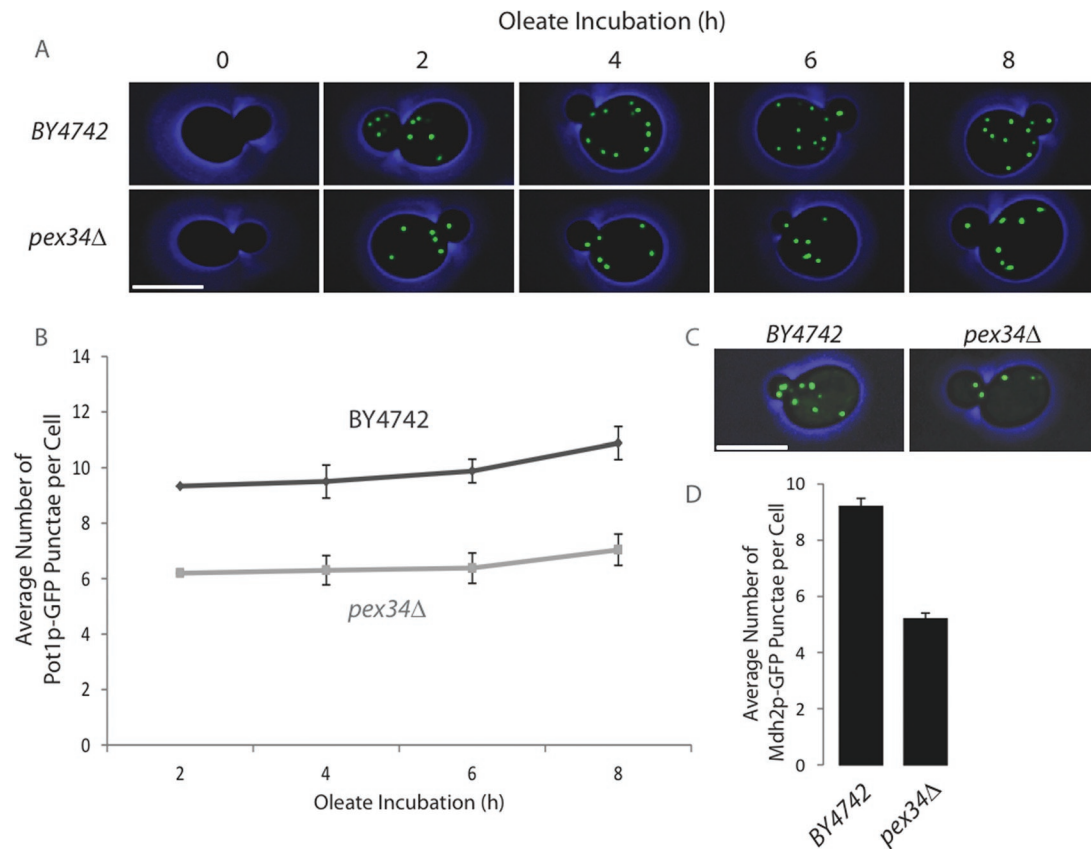 Oleate Incubation (h)
A
0 2 4 6 8
BY4742
pex34Δ
B
14
12
10
8
6
4
2
0
Average Number of
Pot1p-GFP Punctae per Cell
BY4742
pex34Δ
2 4 6 8
Oleate Incubation (h)
C
BY4742 pex34Δ
D
10
8
6
4
2
0
Average Number of
Mdh2p-GFP Punctae per Cell
BY4742 pex34Δ